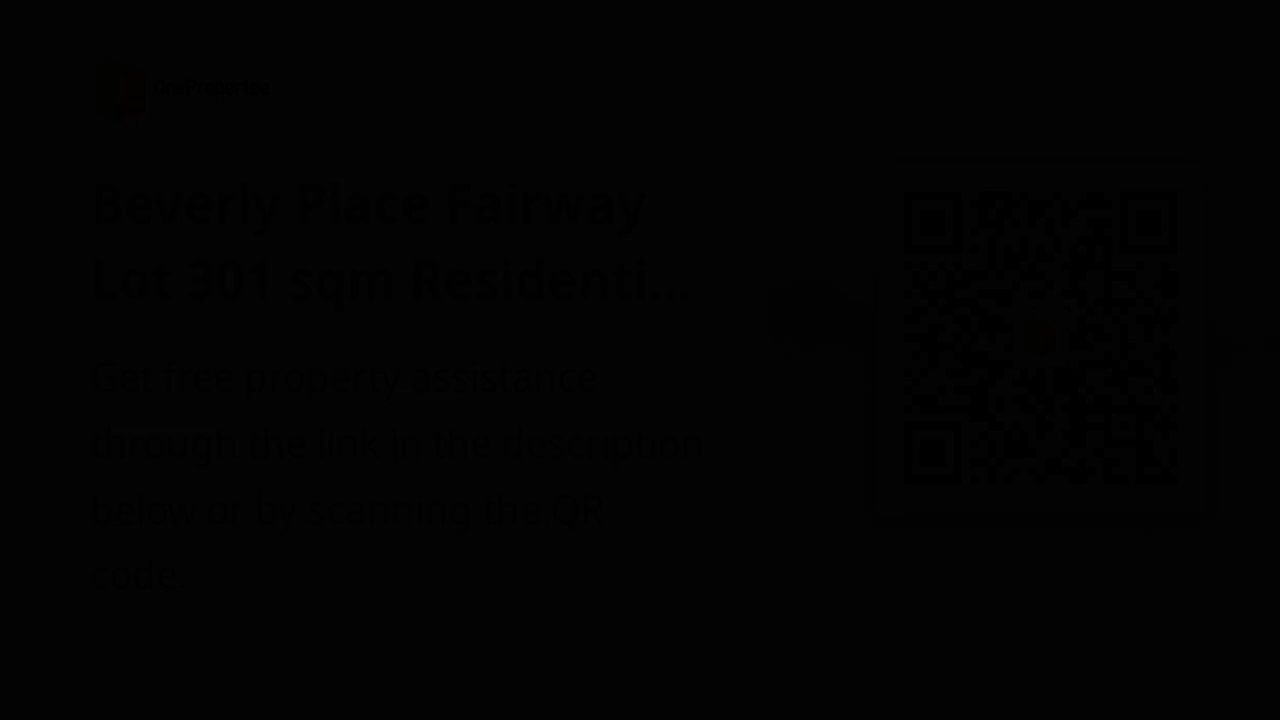 OnePropertee
Beverly Place Fairway
Lot 301 sqm Residenti...
Get free property assistance
through the link in the description
below or by scanning the QR
code.